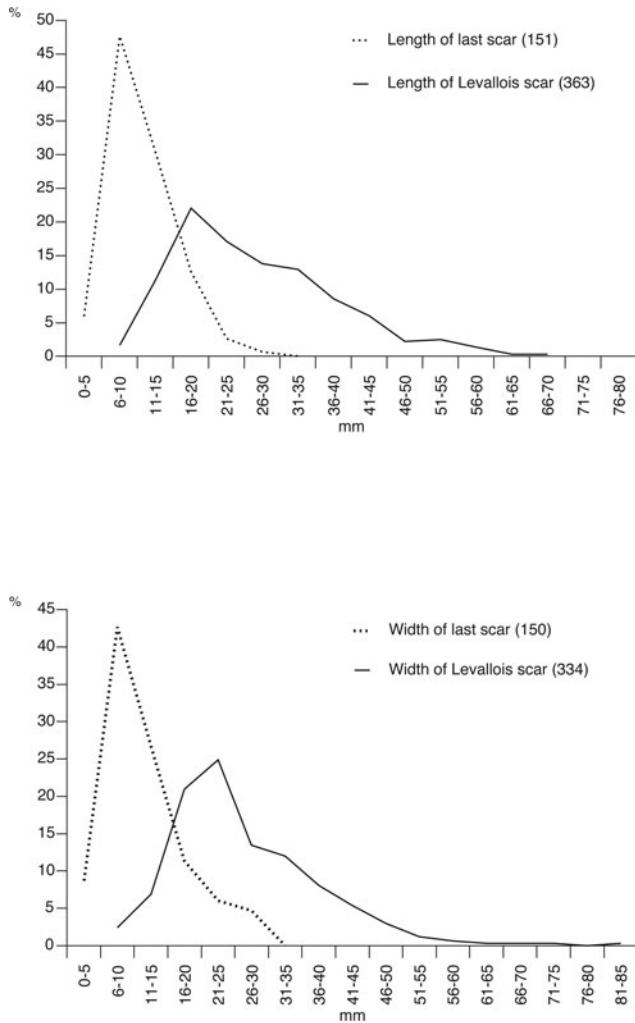 %
50
45
40
35
30
25
20
15
10
5
0
Length of last scar (151)
Length of Levallois scar (363)
0-5 6-10 11-15 16-20 21-25 26-30 31-35 36-40 41-45 46-50 51-55 56-60 61-65 66-70 71-75 76-80
mm
%
45
40
35
30
25
20
15
10
5
0
Width of last scar (150)
Width of Levallois scar (334)
0-5 6-10 11-15 16-20 21-25 26-30 31-35 36-40 41-45 46-50 51-55 56-60 61-65 66-70 71-75 76-80 81-85
mm